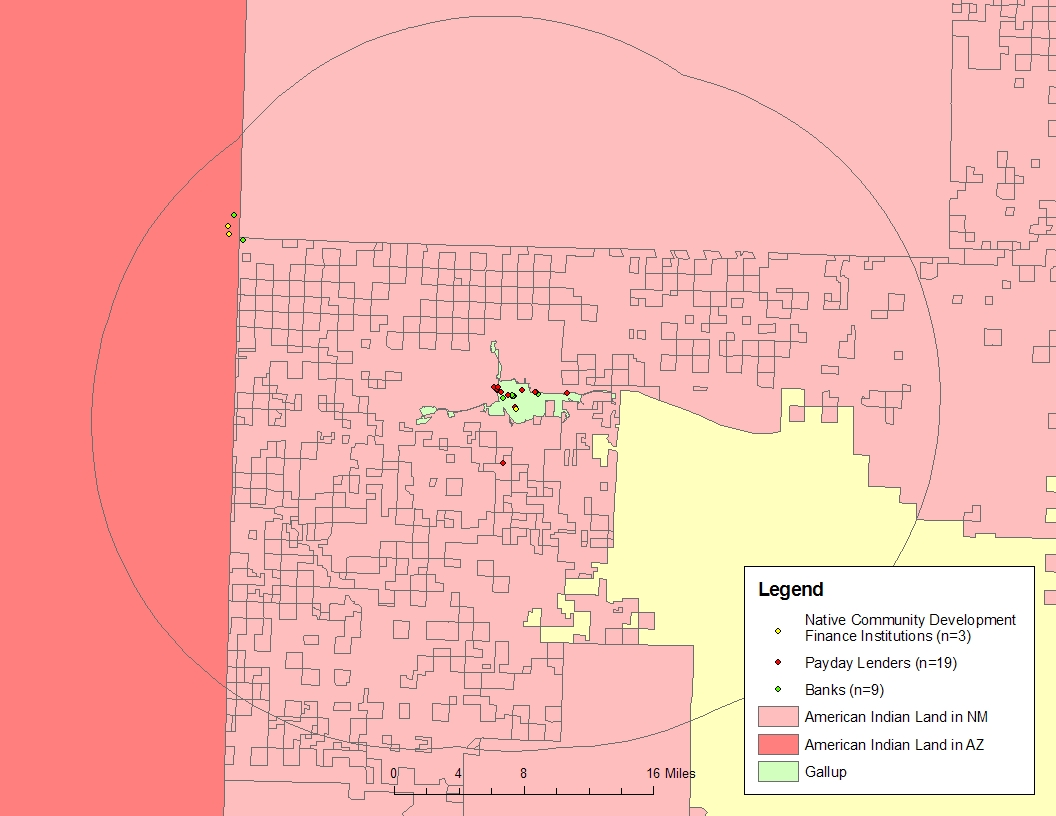 0 4 8 16 Miles
Legend
Native Community Development
Finance Institutions (n=3)
Payday Lenders (n=19)
Banks (n=9)
American Indian Land in NM
American Indian Land in AZ
Gallup